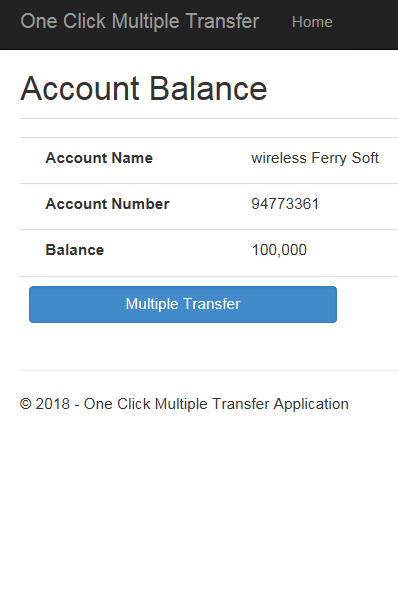 One Click Multiple Transfer Home
Account Balance
Account Name wireless Ferry Soft
Account Number 94773361
Balance 100,000
Multiple Transfer
© 2018 - One Click Multiple Transfer Application